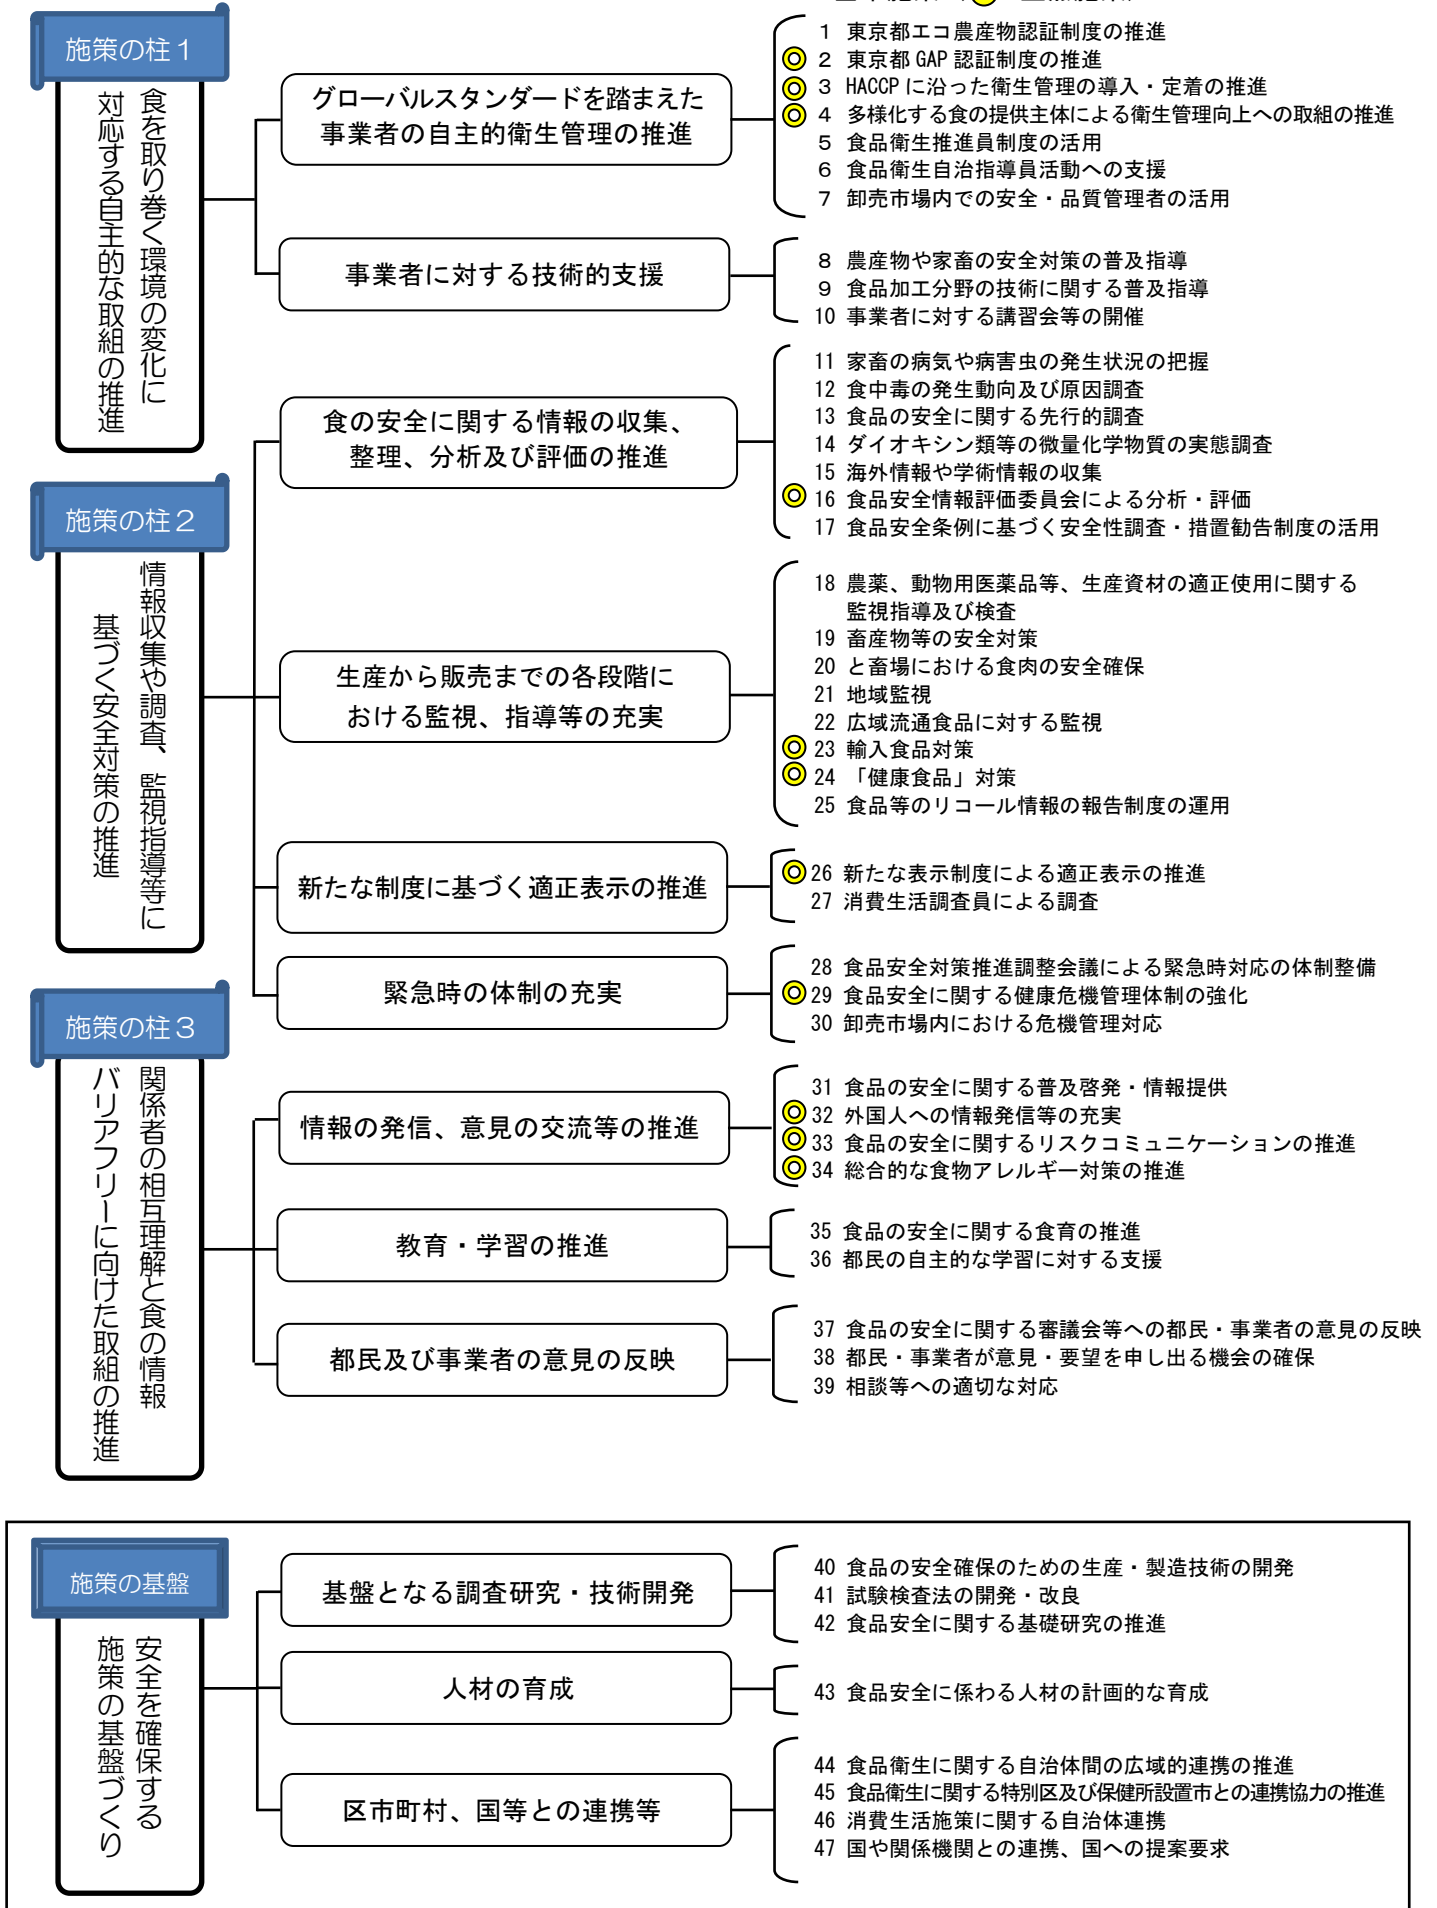 施策の柱１
食を取り巻く環境の変化に
対応する自主的な取組の推進
グローバルスタンダードを踏まえた
事業者の自主的衛生管理の推進
1 東京都エコ農産物認証制度の推進
◎ 2 東京都 GAP 認証制度の推進
◎ 3 HACCP に沿った衛生管理の導入・定着の推進
◎ 4 多様化する食の提供主体による衛生管理向上への取組の推進
5 食品衛生推進員制度の活用
6 食品衛生自治指導員活動への支援
7 卸売市場内での安全・品質管理者の活用
事業者に対する技術的支援
8 農産物や家畜の安全対策の普及指導
9 食品加工分野の技術に関する普及指導
10 事業者に対する講習会等の開催
施策の柱２
情報収集や調査、監視指導等に
基づく安全対策の推進
食の安全に関する情報の収集、
整理、分析及び評価の推進
11 家畜の病気や病害虫の発生状況の把握
12 食中毒の発生動向及び原因調査
13 食品の安全に関する先行的調査
14 ダイオキシン類等の微量化学物質の実態調査
15 海外情報や学術情報の収集
◎ 16 食品安全情報評価委員会による分析・評価
17 食品安全条例に基づく安全性調査・措置勧告制度の活用
生産から販売までの各段階に
おける監視、指導等の充実
18 農薬、動物用医薬品等、生産資材の適正使用に関する
監視指導及び検査
19 畜産物等の安全対策
20 と畜場における食肉の安全確保
21 地域監視
22 広域流通食品に対する監視
◎ 23 輸入食品対策
◎ 24 「健康食品」対策
25 食品等のリコール情報の報告制度の運用
新たな制度に基づく適正表示の推進
◎ 26 新たな表示制度による適正表示の推進
27 消費生活調査員による調査
緊急時の体制の充実
28 食品安全対策推進調整会議による緊急時対応の体制整備
◎ 29 食品安全に関する健康危機管理体制の強化
30 卸売市場内における危機管理対応
施策の柱３
関係者の相互理解と食の情報
バリアフリーに向けた取組の推進
情報の発信、意見の交流等の推進
31 食品の安全に関する普及啓発・情報提供
◎ 32 外国人への情報発信等の充実
◎ 33 食品の安全に関するリスクコミュニケーションの推進
◎ 34 総合的な食物アレルギー対策の推進
教育・学習の推進
35 食品の安全に関する食育の推進
36 都民の自主的な学習に対する支援
都民及び事業者の意見の反映
37 食品の安全に関する審議会等への都民・事業者の意見の反映
38 都民・事業者が意見・要望を申し出る機会の確保
39 相談等への適切な対応
施策の基盤
安全を確保する
施策の基盤づくり
基盤となる調査研究・技術開発
40 食品の安全確保のための生産・製造技術の開発
41 試験検査法の開発・改良
42 食品安全に関する基礎研究の推進
人材の育成
43 食品安全に係わる人材の計画的な育成
区市町村、国等との連携等
44 食品衛生に関する自治体間の広域的連携の推進
45 食品衛生に関する特別区及び保健所設置市との連携協力の推進
46 消費生活施策に関する自治体連携
47 国や関係機関との連携、国への提案要求